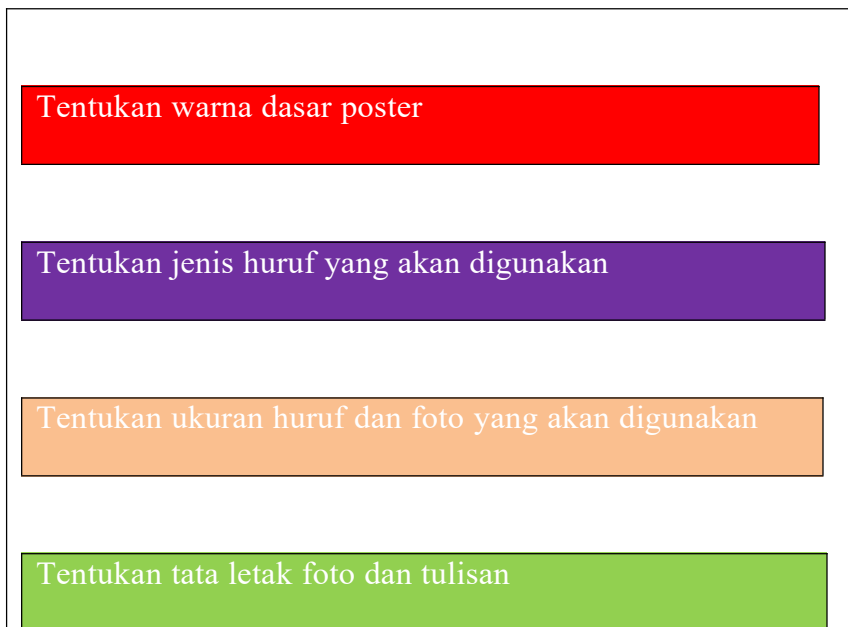 Tentukan warna dasar poster
Tentukan jenis huruf yang akan digunakan
Tentukan ukuran huruf dan foto yang akan digunakan
Tentukan tata letak foto dan tulisan